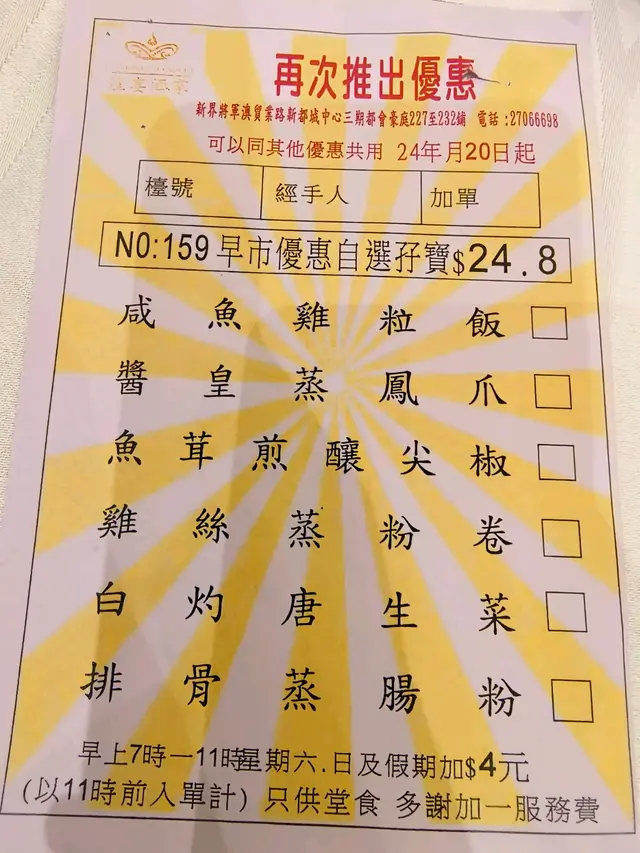 再次推出優惠
新界將軍澳貿業路新都城中心三期都會豪庭227至232鋪 電話:27066698
可以同其他優惠共用 24年月20日起
檯號 經手人 加單
NO:159 早市優惠自選孖寶$24.8
咸魚雞粒飯
醬皇蒸鳳爪
魚茸煎釀尖椒
雞絲蒸粉卷
白灼唐生菜
排骨蒸腸粉
早上7時一11時星期六.日及假期加$4元
(以11時前入單計) 只供堂食 多謝加一服務費